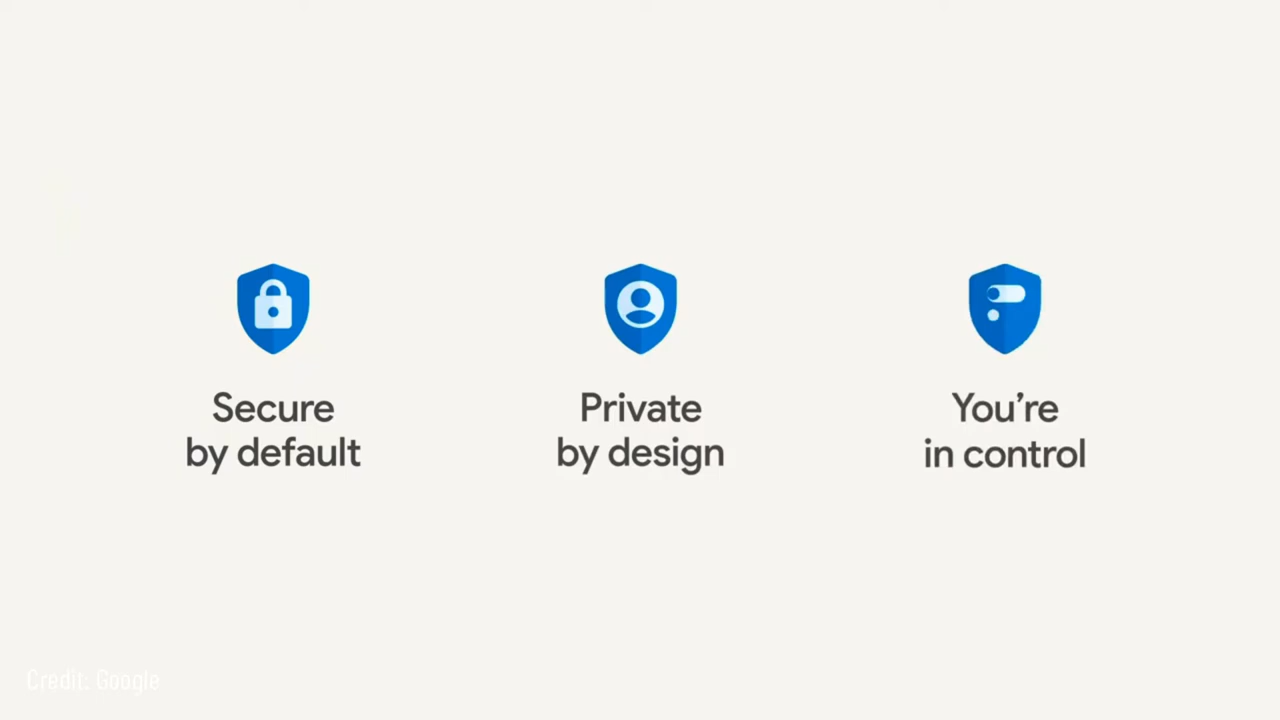 Secure
by default
Private
by design
You're
in control
Credit: Google